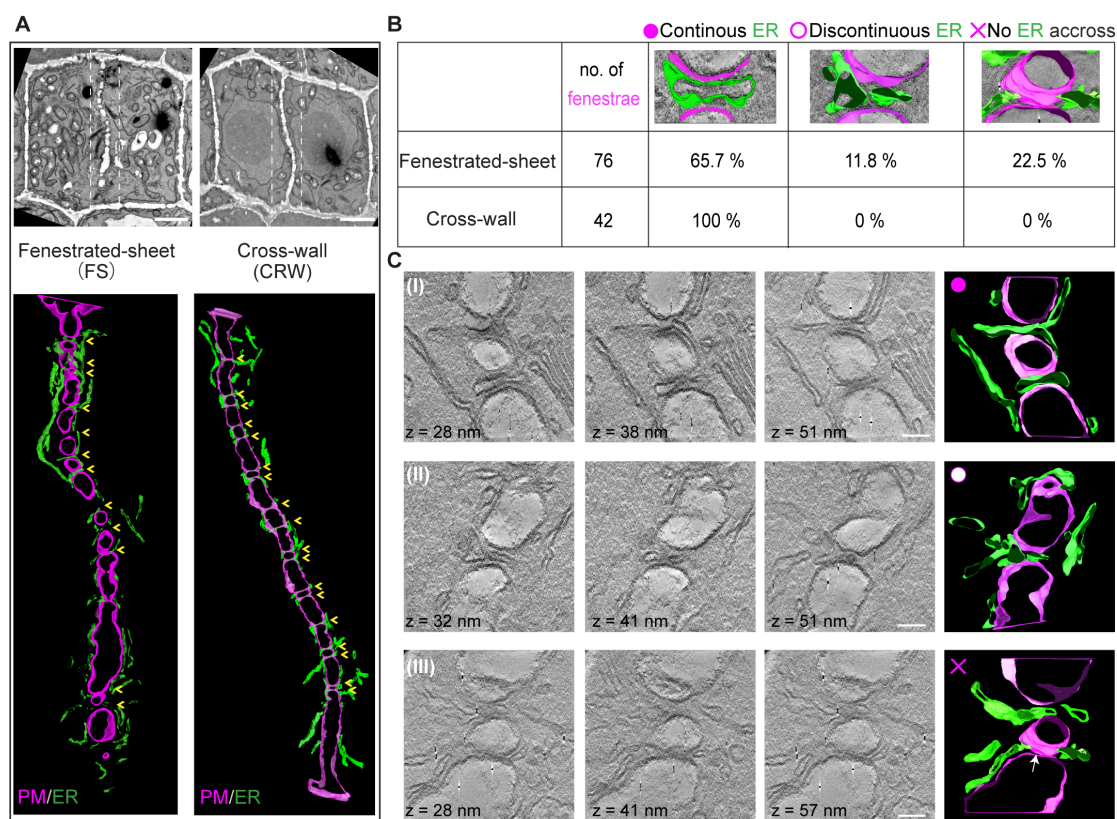 A
Fenestrated-sheet
(FS)
Cross-wall
(CRW)
PM/ER
PM/ER
B
Continous ER
Discontinuous ER
No ER accross
no. of
fenestrae
Fenestrated-sheet
76
65.7 %
11.8 %
22.5 %
Cross-wall
42
100 %
0 %
0 %
C
(I)
z = 28 nm
z = 38 nm
z = 51 nm
(II)
z = 32 nm
z = 41 nm
z = 51 nm
(III)
z = 28 nm
z = 41 nm
z = 57 nm